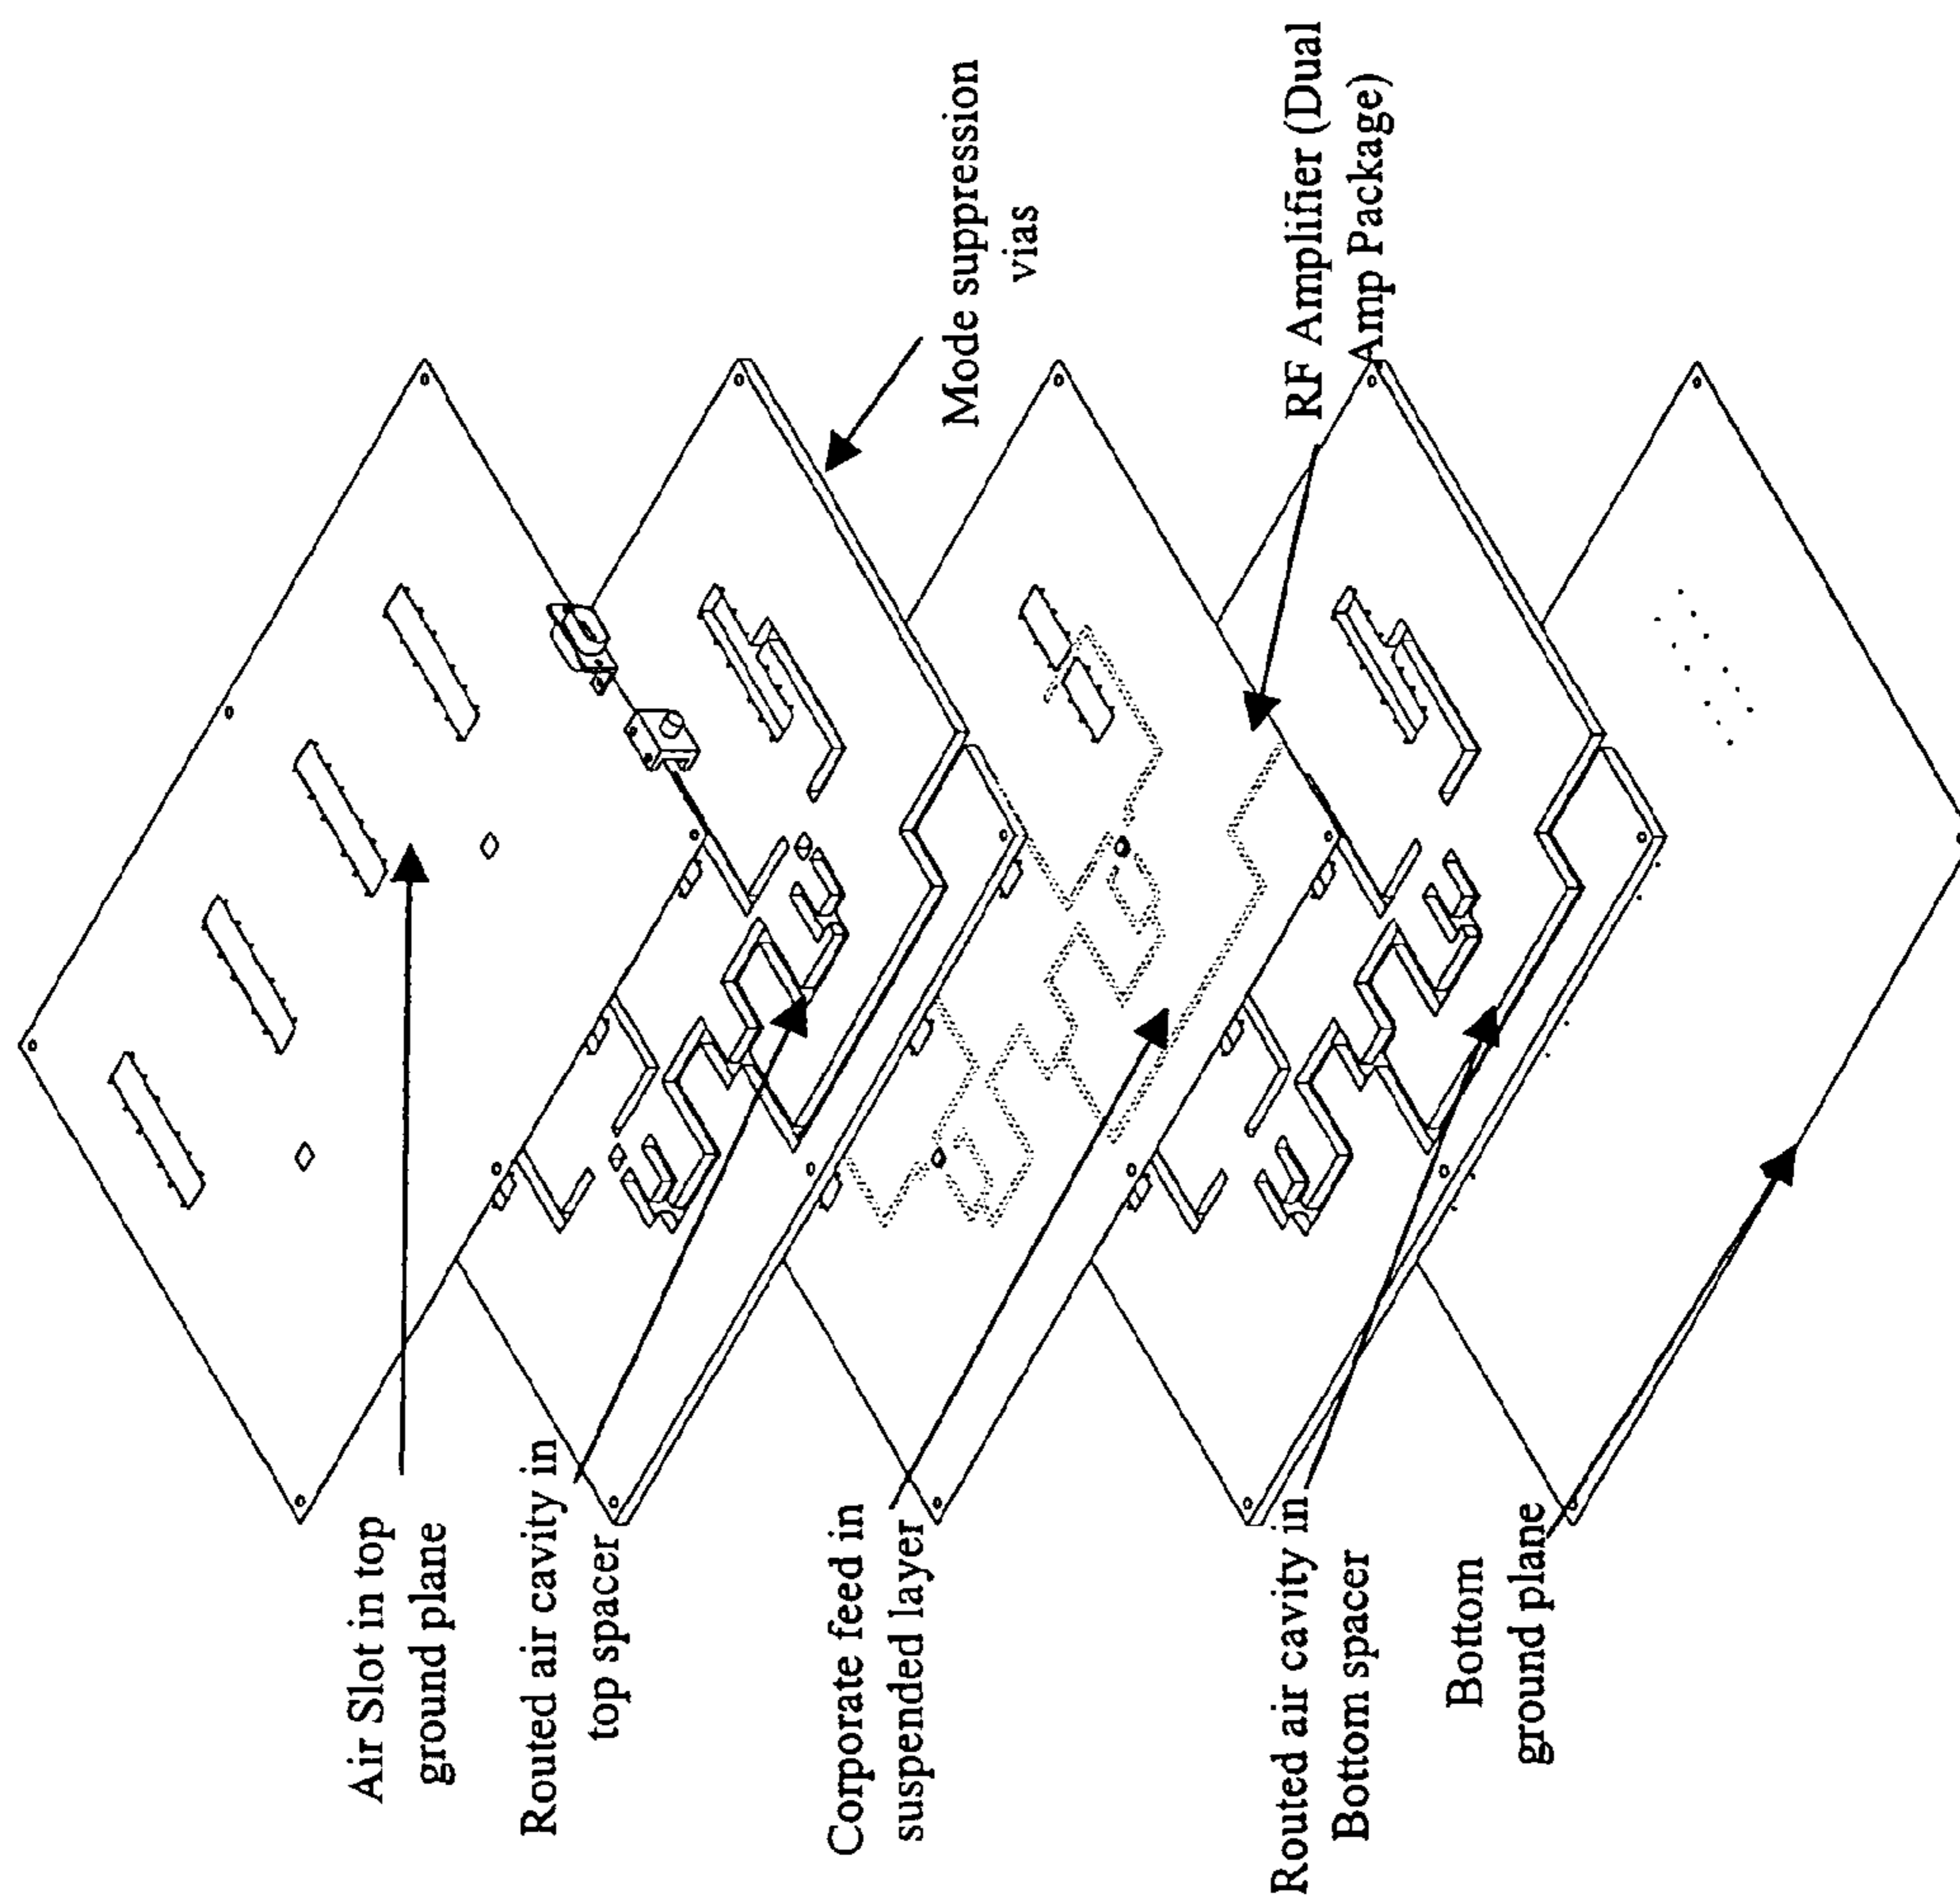 Air Slot in top
ground plane
Routed air cavity in
top spacer
Corporate feed in
suspended layer
Routed air cavity in
Bottom spacer
Bottom
ground plane
Mode suppression
vias
RF Amplifier (Dual
Amp Package)